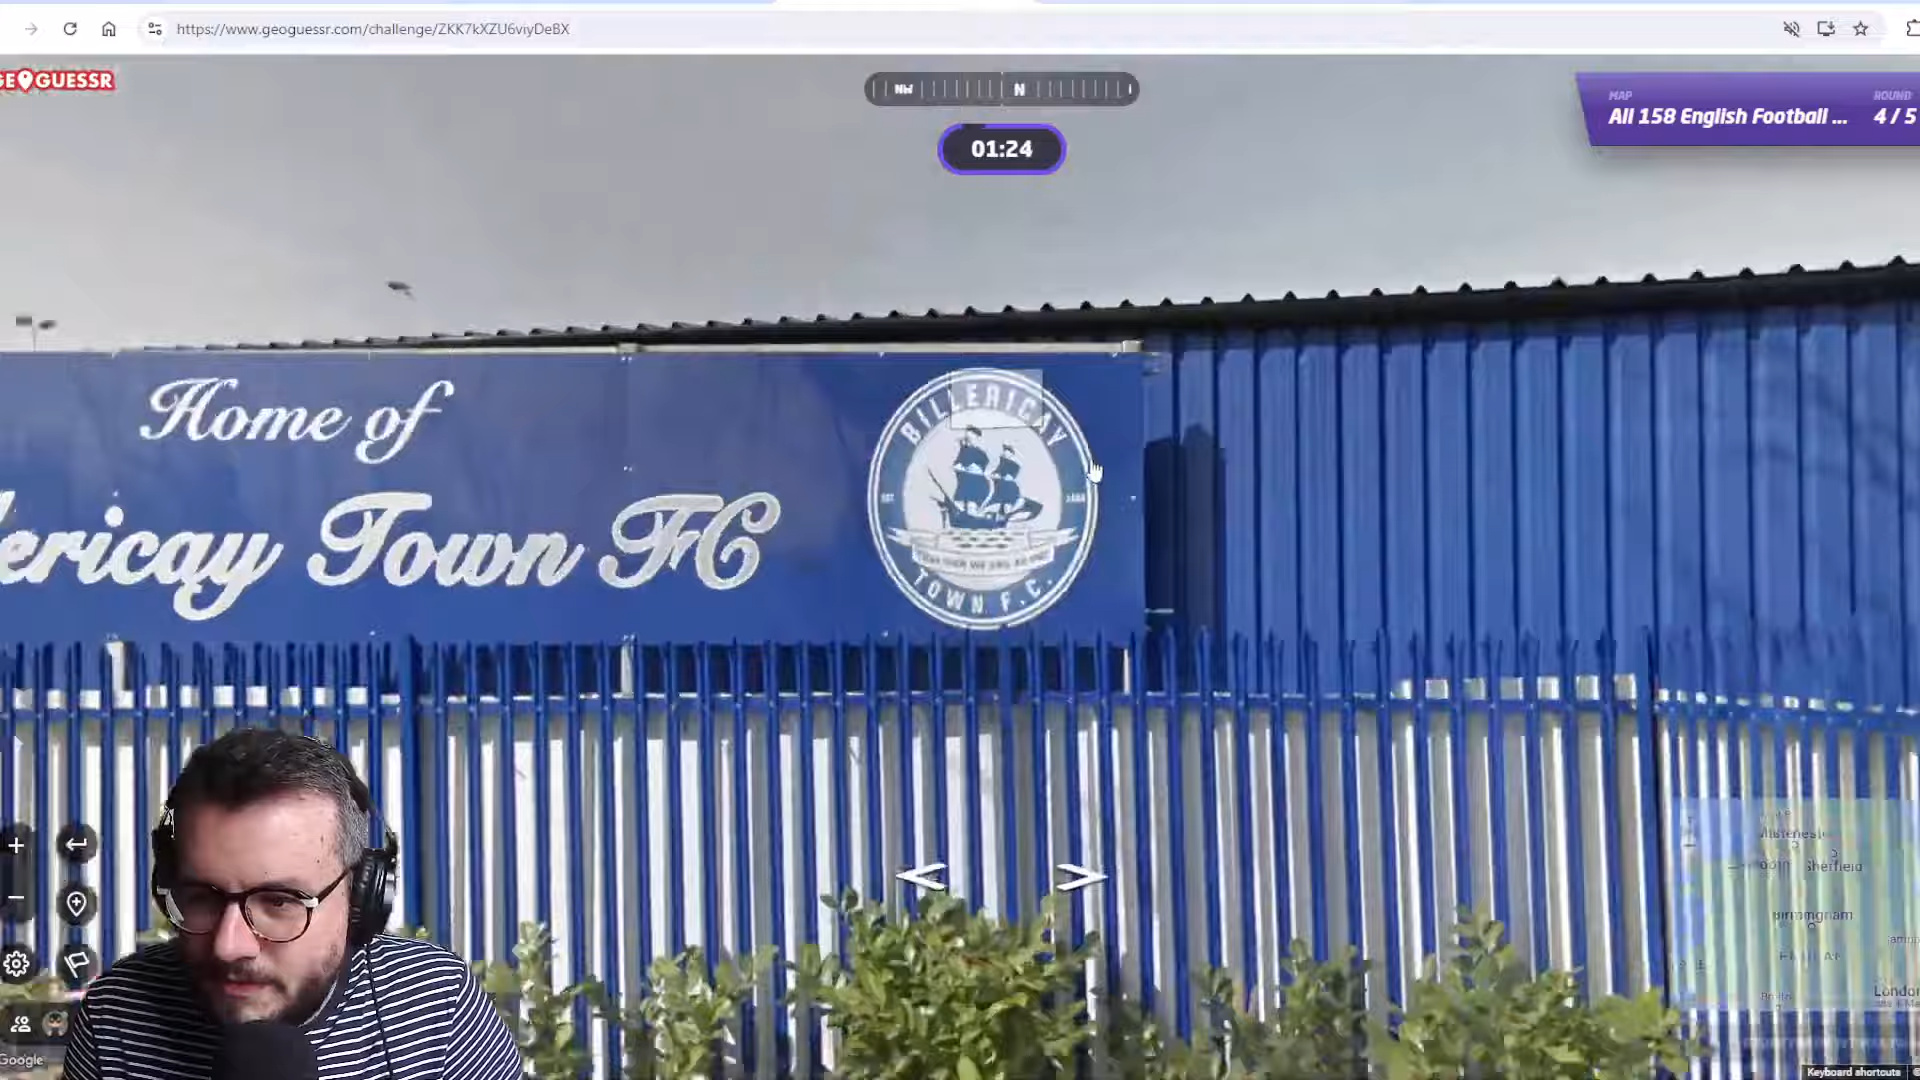 https://www.geoguessr.com/challenge/ZKK7kXZU6viyDeBX
GEOGUESSR
NW
N
01:24
MAP
ROUND
All 158 English Football ...
4 / 5
Home of
lericay Town FC
BILLERICAY
TOWN F.C.
Sheffield
Birmingham
London
Google
Keyboard shortcuts